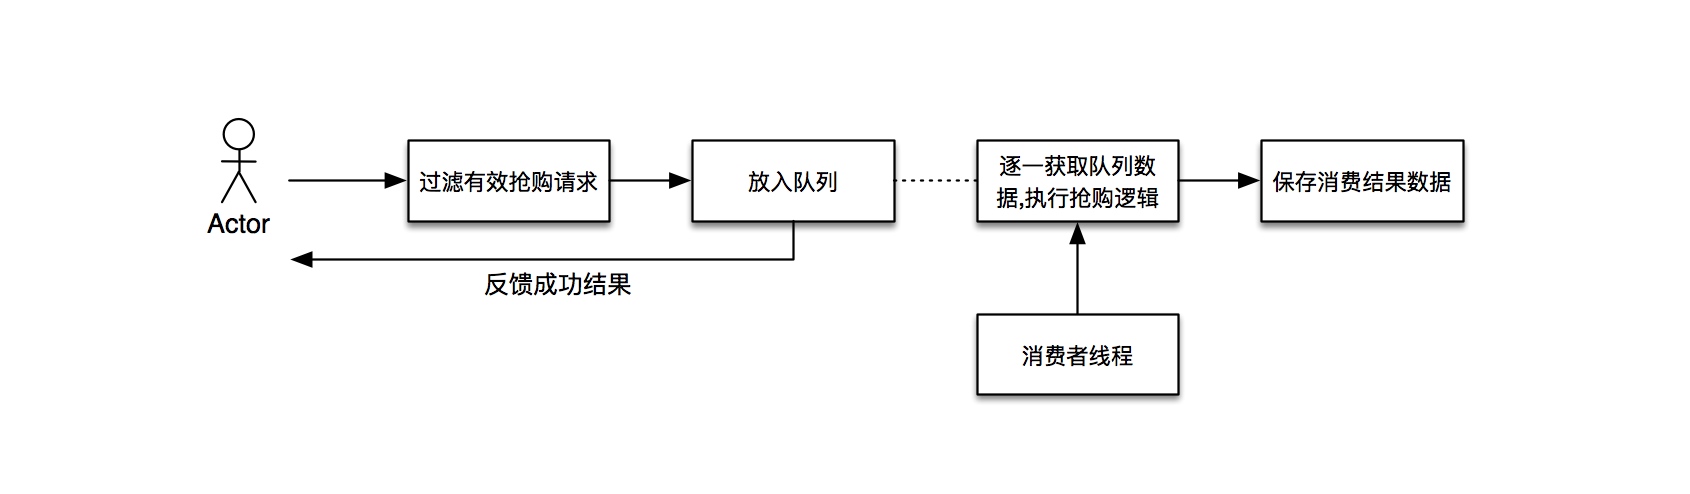 Actor
过滤有效抢购请求
放入队列
逐一获取队列数
据,执行抢购逻辑
保存消费结果数据
反馈成功结果
消费者线程